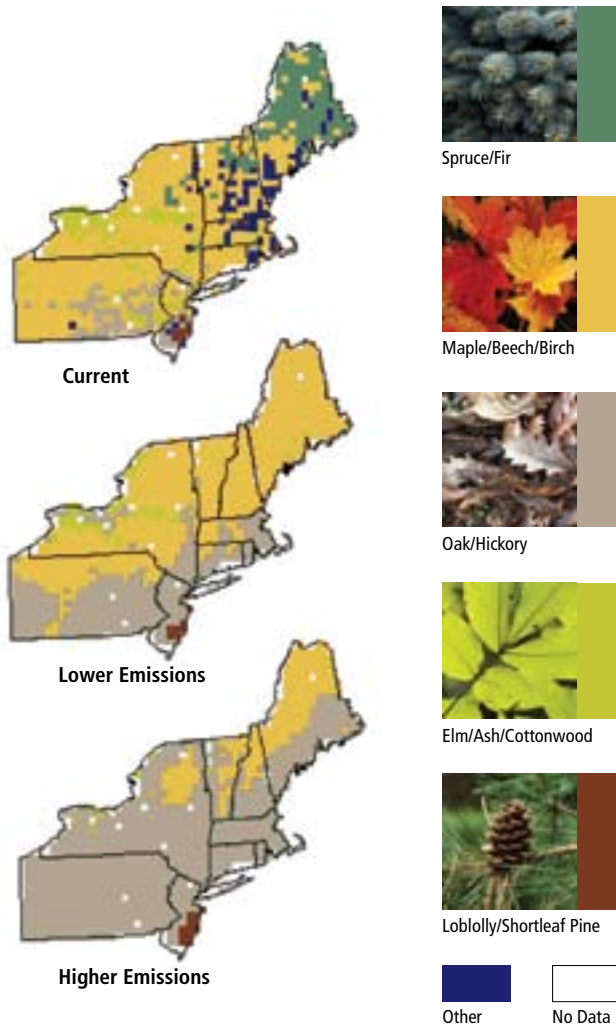 Current
Lower Emissions
Higher Emissions
Spruce/Fir
Maple/Beech/Birch
Oak/Hickory
Elm/Ash/Cottonwood
Loblolly/Shortleaf Pine
Other
No Data